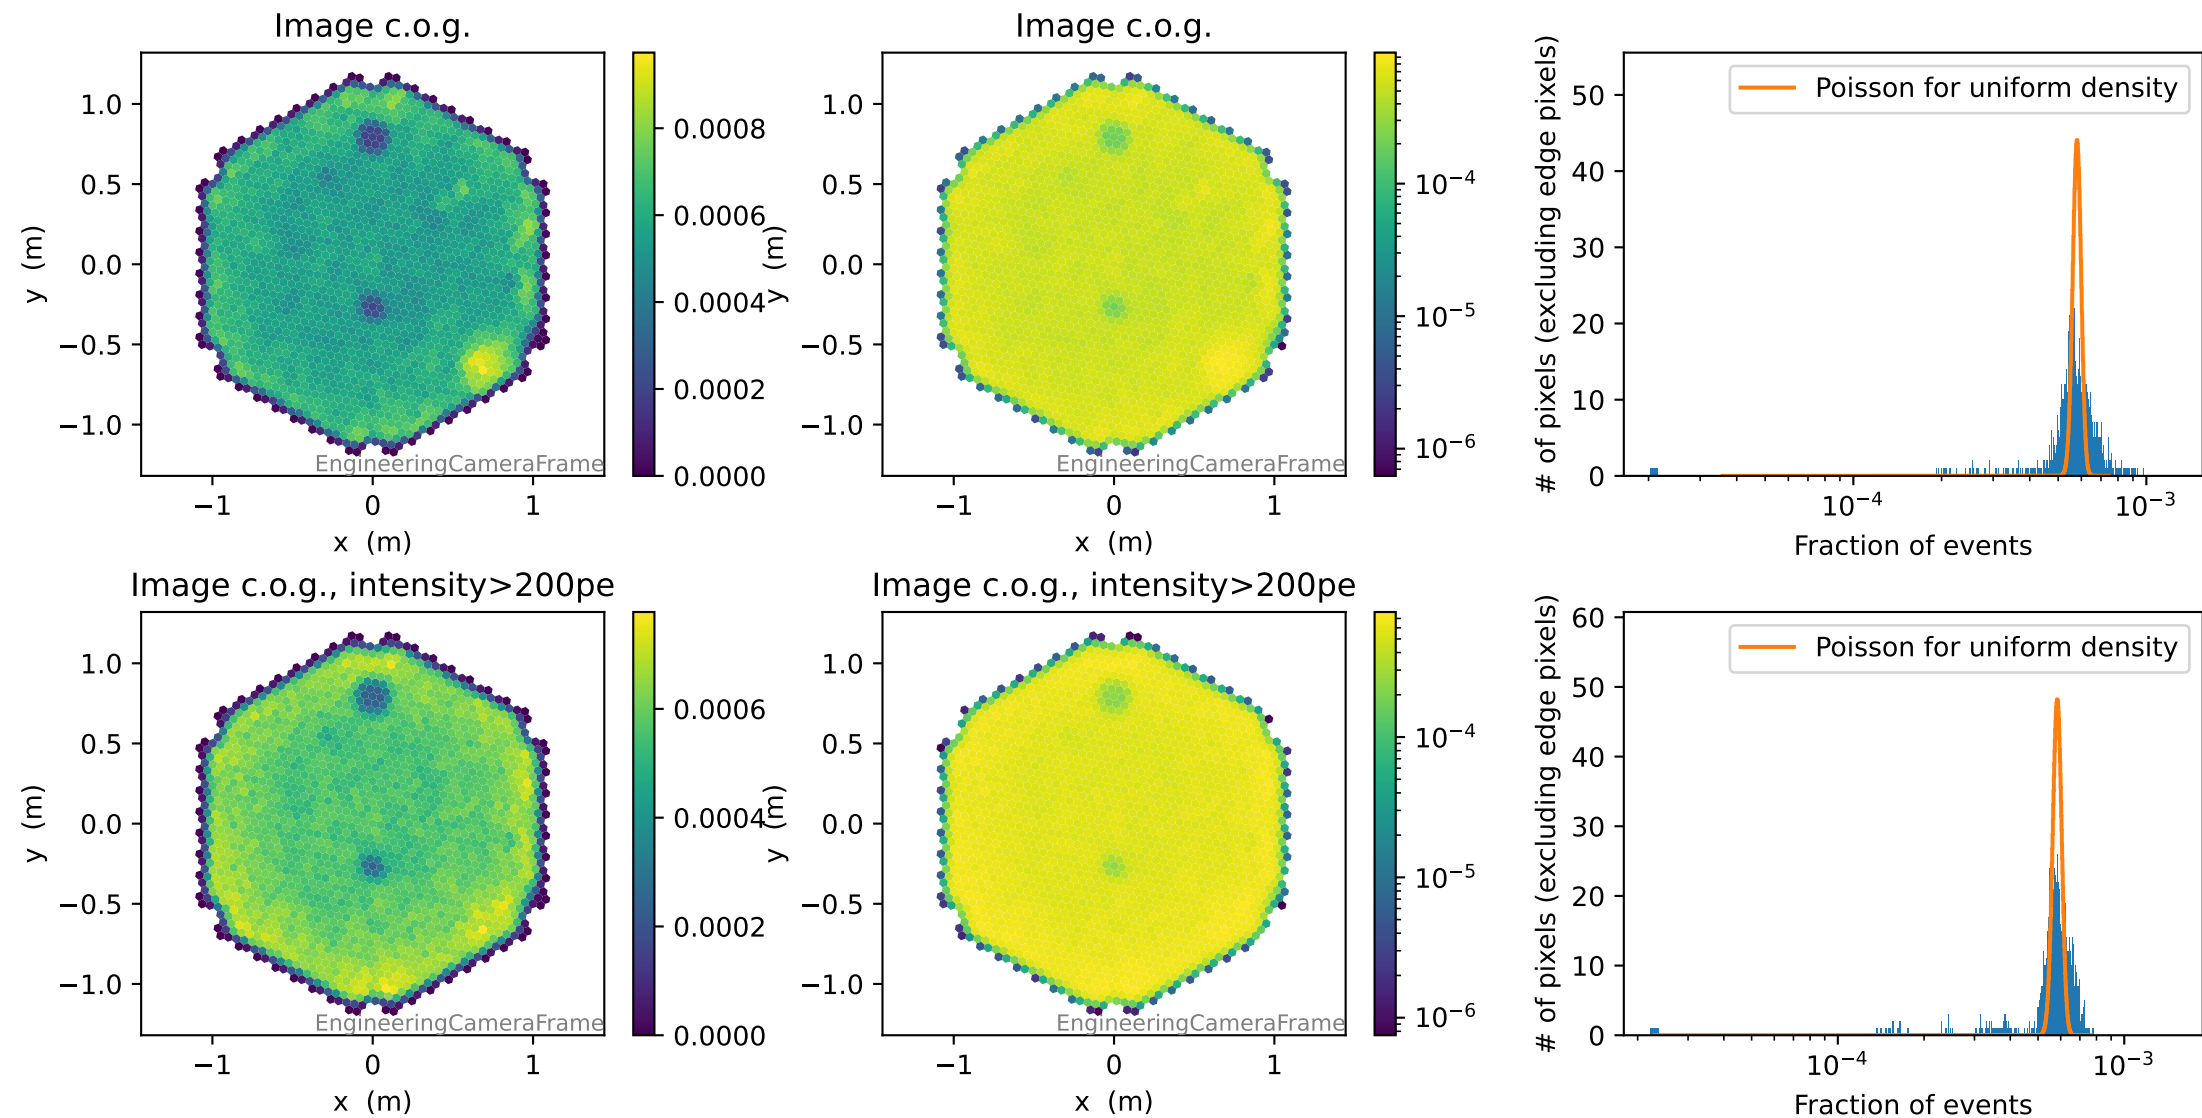 Image c.o.g.
1.0
0.5
0.0
−0.5
−1.0
y (m)
−1
0
1
x (m)
EngineeringCameraFrame
0.0008
0.0006
0.0004
0.0002
0.0000
Image c.o.g.
1.0
0.5
0.0
−0.5
−1.0
y (m)
−1
0
1
x (m)
EngineeringCameraFrame
10⁻⁴
10⁻⁵
10⁻⁶
Poisson for uniform density
50
40
30
20
10
0
# of pixels (excluding edge pixels)
10⁻⁴
10⁻³
Fraction of events
Image c.o.g., intensity>200pe
1.0
0.5
0.0
−0.5
−1.0
y (m)
−1
0
1
x (m)
EngineeringCameraFrame
0.0006
0.0004
0.0002
0.0000
Image c.o.g., intensity>200pe
1.0
0.5
0.0
−0.5
−1.0
y (m)
−1
0
1
x (m)
EngineeringCameraFrame
10⁻⁴
10⁻⁵
10⁻⁶
Poisson for uniform density
60
50
40
30
20
10
0
# of pixels (excluding edge pixels)
10⁻⁴
10⁻³
Fraction of events